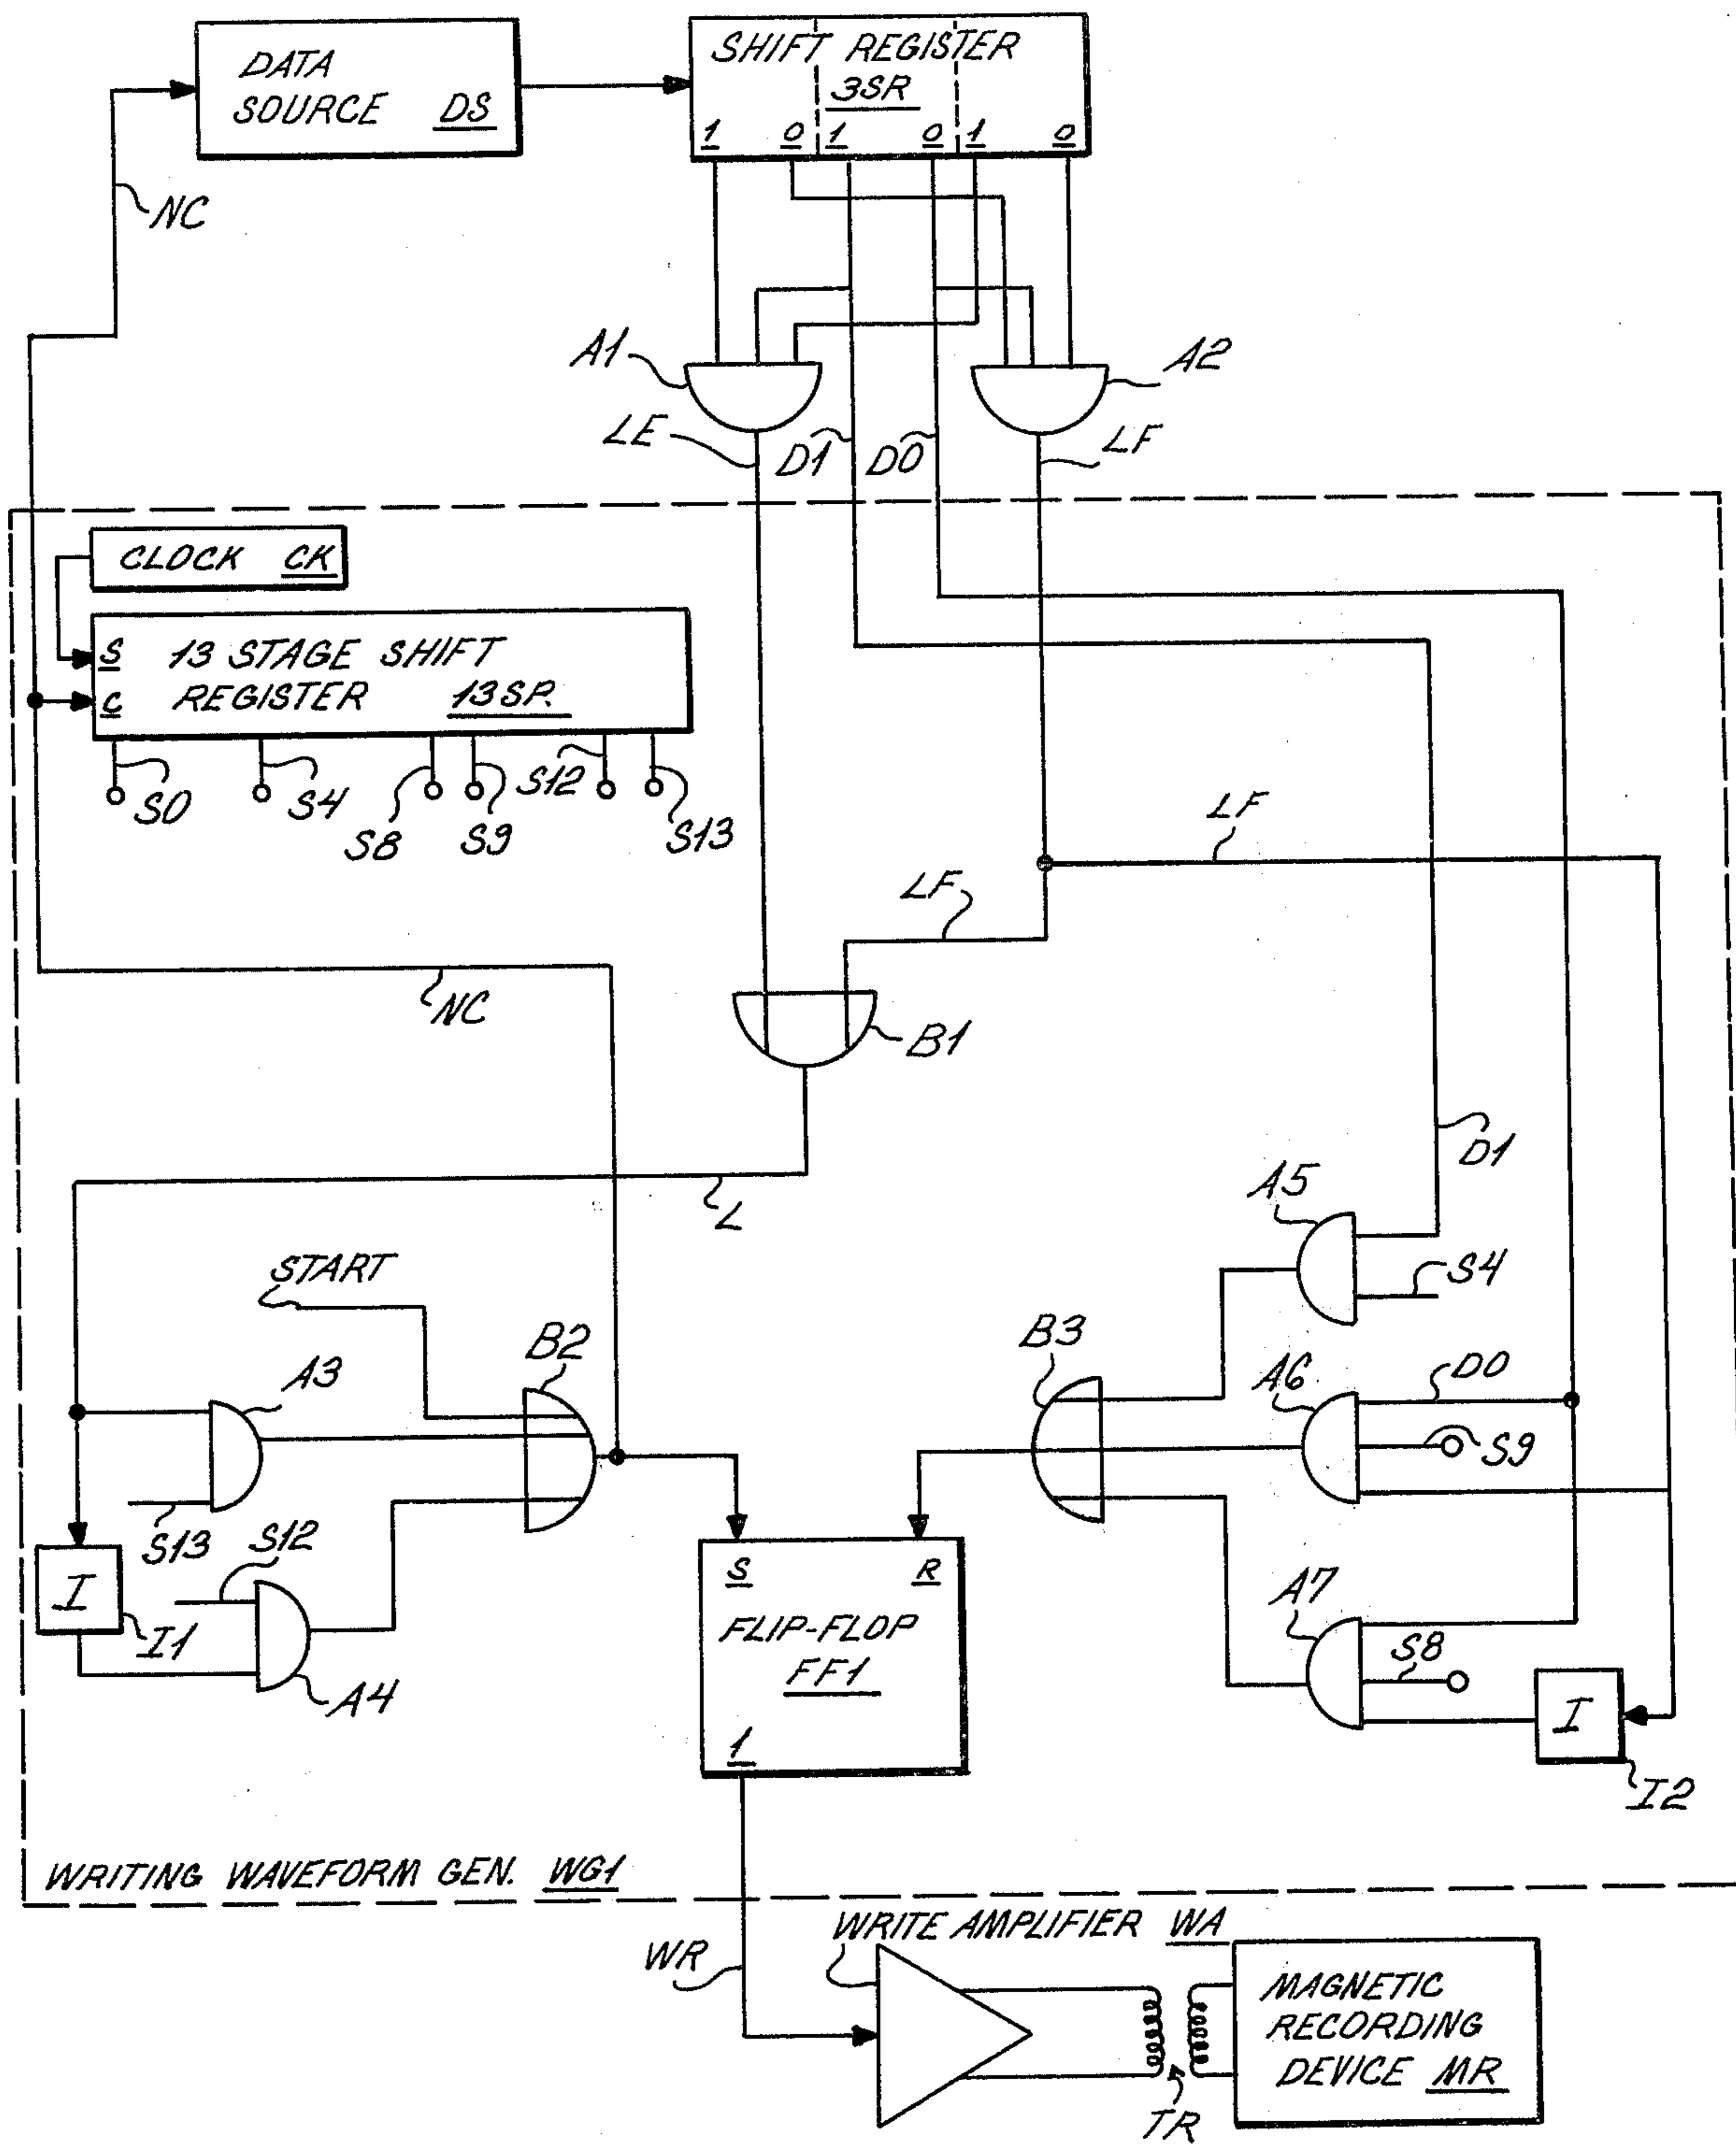 DATA
SOURCE DS
SHIFT REGISTER
3SR
1 0 1 0 1 0
NC
A1
A2
LE
D1
D0
LF
CLOCK CK
S 13 STAGE SHIFT
C REGISTER 13SR
S0
S4
S8
S9
S12
S13
LF
LF
NC
B1
L
D1
A5
S4
START
B2
B3
A3
A6
D0
S9
S13
S12
I
I1
A4
S R
FLIP-FLOP
FF1
1
A7
S8
I
I2
WRITING WAVEFORM GEN. WG1
WRITE AMPLIFIER WA
WR
MAGNETIC
RECORDING
DEVICE MR
TR